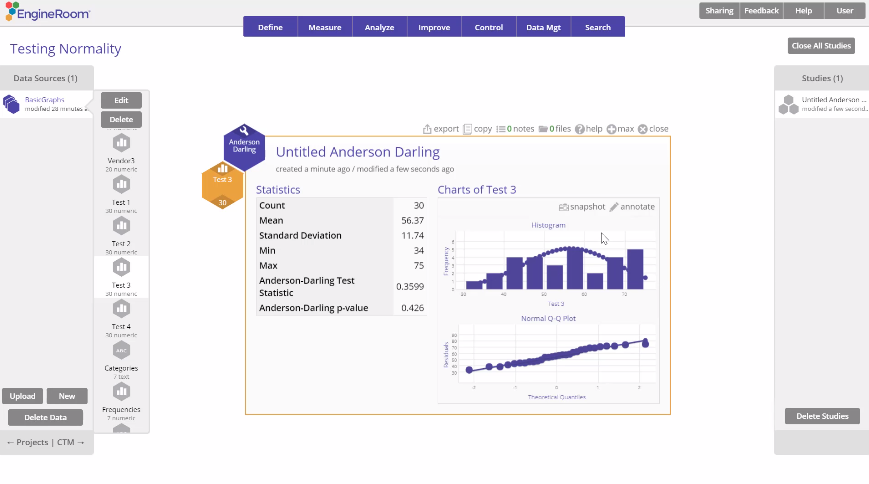 EngineRoom®
Define Measure Analyze Improve Control Data Mgt Search
Sharing Feedback Help User
Testing Normality
Close All Studies
Data Sources (1)
BasicGraphs
modified 28 minutes
Edit
Delete
Vendor3
20 numeric
Test 1
30 numeric
Test 2
30 numeric
Test 3
30 numeric
Test 4
30 numeric
ABC
Categories
7 text
Frequencies
7 numeric
Upload New
Delete Data
← Projects | CTM →
export copy 0 notes 0 files help max close
Anderson
Darling
Test 3
30
Untitled Anderson Darling
created a minute ago / modified a few seconds ago
Statistics
Count 30
Mean 56.37
Standard Deviation 11.74
Min 34
Max 75
Anderson-Darling Test
Statistic 0.3599
Anderson-Darling p-value 0.426
Charts of Test 3
snapshot annotate
Histogram
Frequency
Test 3
Normal Q-Q Plot
Residuals
Theoretical Quantiles
Studies (1)
Untitled Anderson ...
modified a few second...
Delete Studies